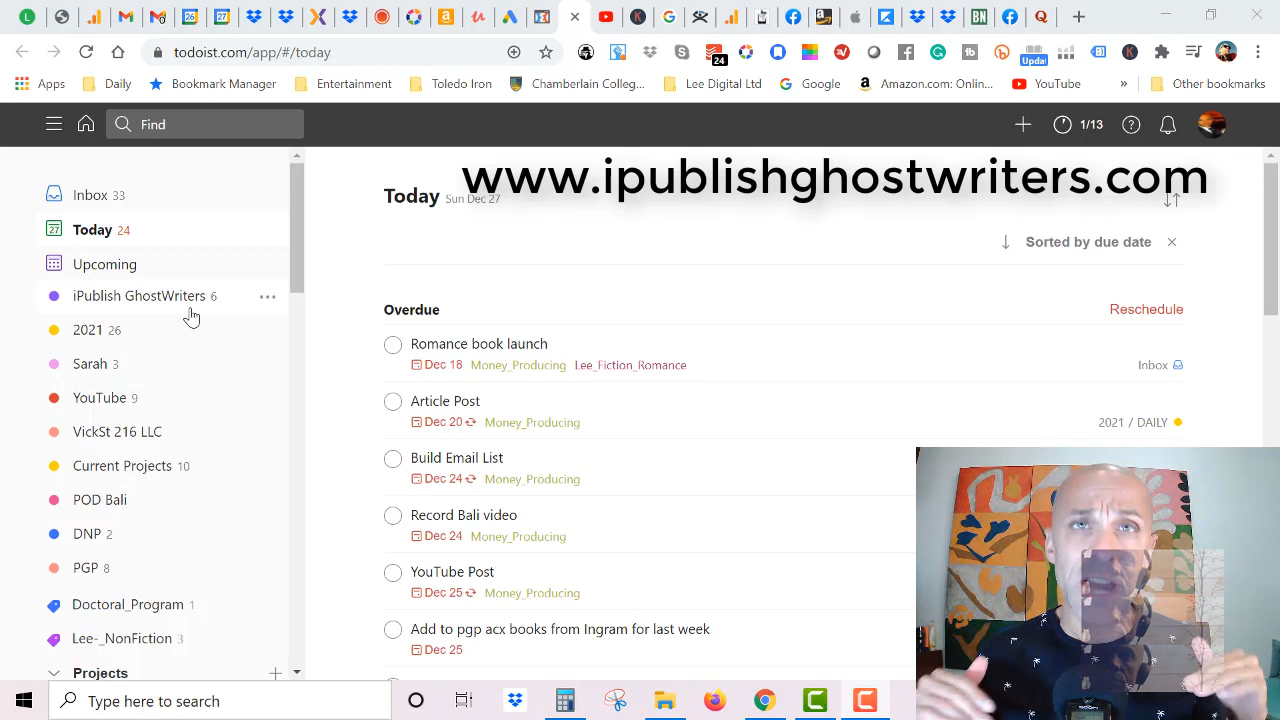 todoist.com/app/#/today
24
Upda
Apps
Daily
Bookmark Manager
Entertainment
Toledo Iron
Chamberlain Colleg...
Lee Digital Ltd
Google
Amazon.com: Onlin...
YouTube
»
Other bookmarks
Find
1/13
www.ipublishghostwriters.com
Inbox 33
Today 24
Upcoming
iPublish GhostWriters 6
2021 26
Sarah 3
YouTube 9
VickSt 216 LLC
Current Projects 10
POD Bali
DNP 2
PGP 8
Doctoral_Program 1
Lee-_NonFiction 3
Projects
Today Sun Dec 27
Sorted by due date
Overdue
Reschedule
Romance book launch
Dec 18 Money_Producing Lee_Fiction_Romance
Inbox
Article Post
Dec 20 Money_Producing
2021 / DAILY
Build Email List
Dec 24 Money_Producing
Record Bali video
Dec 24 Money_Producing
YouTube Post
Dec 25 Money_Producing
Add to pgp acx books from Ingram for last week
Dec 25
Type here to search